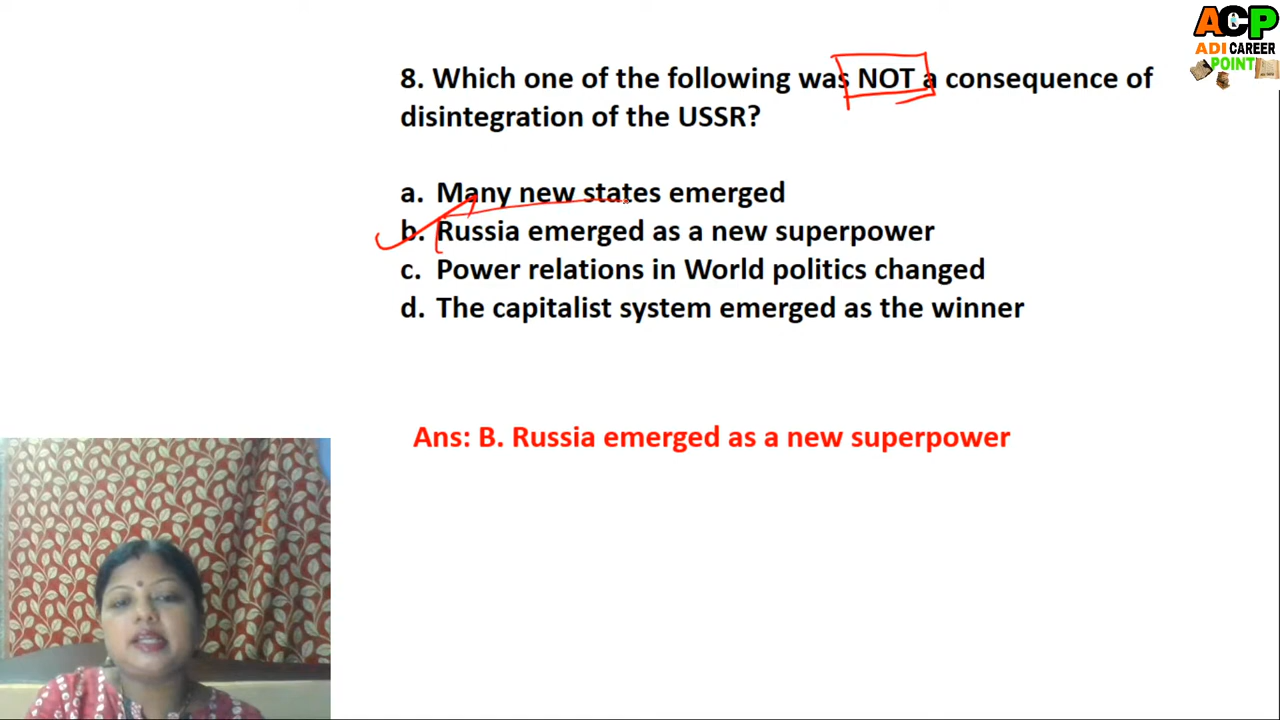 ACP
ADI CAREER
POINT
8. Which one of the following was NOT a consequence of
disintegration of the USSR?
a. Many new states emerged
b. Russia emerged as a new superpower
c. Power relations in World politics changed
d. The capitalist system emerged as the winner
Ans: B. Russia emerged as a new superpower